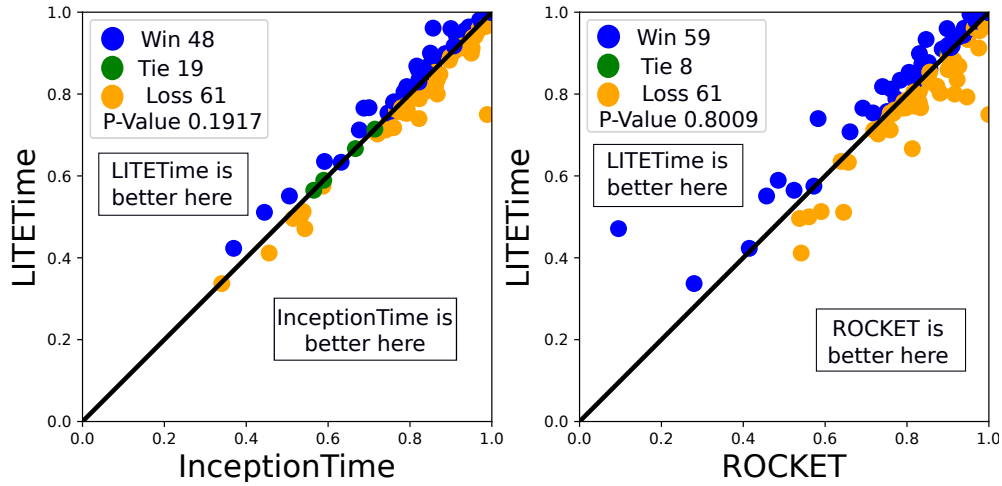 1.0
0.8
0.6
0.4
0.2
0.0
LITETime
Win 48
Tie 19
Loss 61
P-Value 0.1917
LITETime is
better here
InceptionTime is
better here
0.0 0.2 0.4 0.6 0.8 1.0
InceptionTime
1.0
0.8
0.6
0.4
0.2
0.0
LITETime
Win 59
Tie 8
Loss 61
P-Value 0.8009
LITETime is
better here
ROCKET is
better here
0.0 0.2 0.4 0.6 0.8 1.0
ROCKET